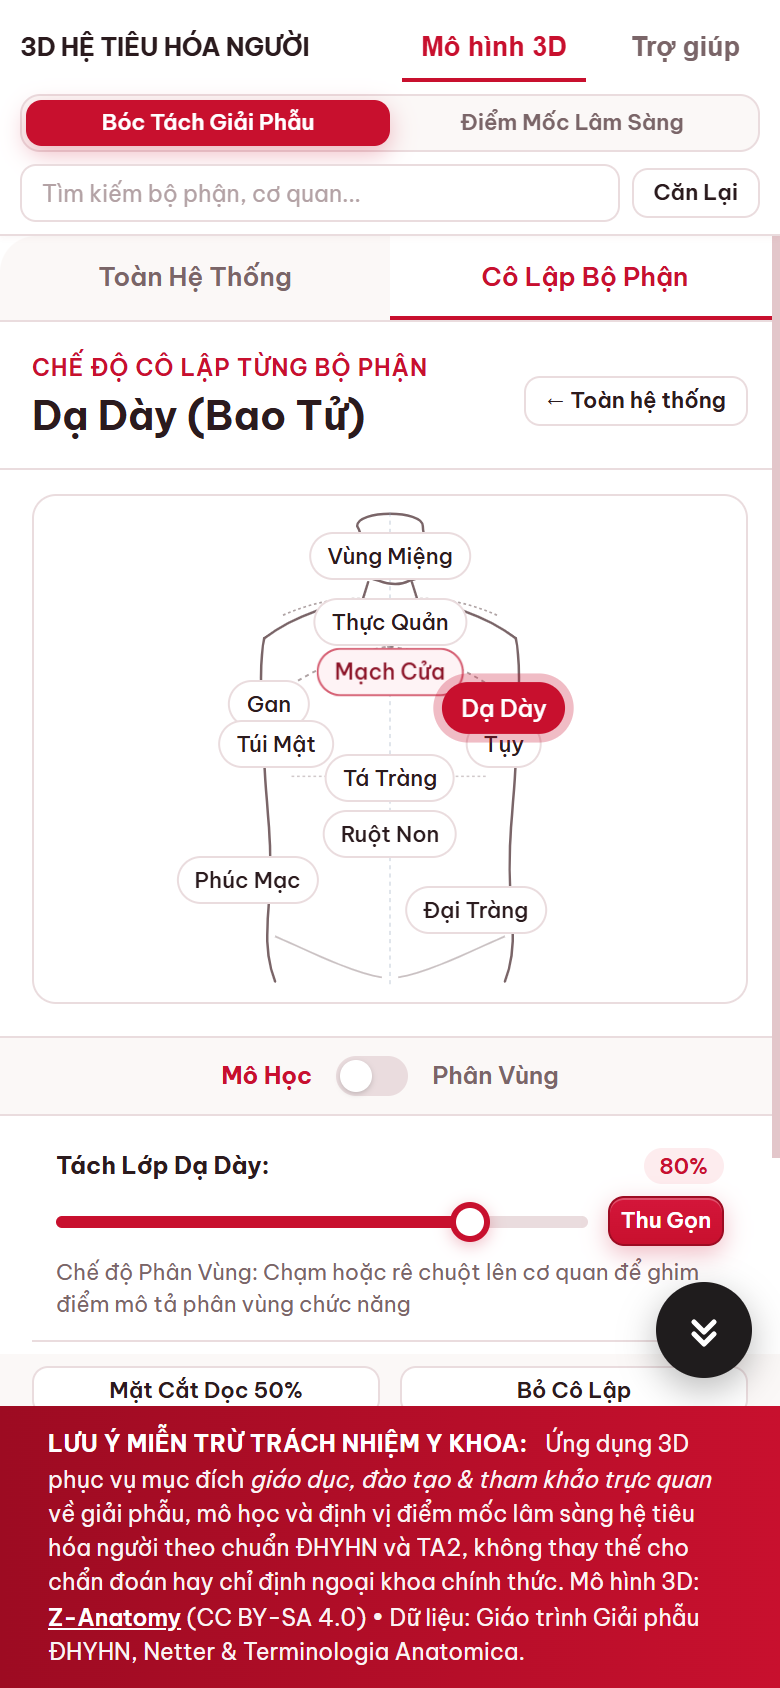 3D HỆ TIÊU HÓA NGƯỜI
Mô hình 3D
Trợ giúp
Bóc Tách Giải Phẫu
Điểm Mốc Lâm Sàng
Tìm kiếm bộ phận, cơ quan...
Căn Lại
Toàn Hệ Thống
Cô Lập Bộ Phận
CHẾ ĐỘ CÔ LẬP TỪNG BỘ PHẬN
Dạ Dày (Bao Tử)
← Toàn hệ thống
Vùng Miệng
Thực Quản
Mạch Cửa
Gan
Dạ Dày
Túi Mật
Tụy
Tá Tràng
Ruột Non
Phúc Mạc
Đại Tràng
Mô Học
Phân Vùng
Tách Lớp Dạ Dày:
80%
Thu Gọn
Chế độ Phân Vùng: Chạm hoặc rê chuột lên cơ quan để ghim
điểm mô tả phân vùng chức năng
Mặt Cắt Dọc 50%
Bỏ Cô Lập
LƯU Ý MIỄN TRỪ TRÁCH NHIỆM Y KHOA: Ứng dụng 3D
phục vụ mục đích giáo dục, đào tạo & tham khảo trực quan
về giải phẫu, mô học và định vị điểm mốc lâm sàng hệ tiêu
hóa người theo chuẩn ĐHYHN và TA2, không thay thế cho
chẩn đoán hay chỉ định ngoại khoa chính thức. Mô hình 3D:
Z-Anatomy (CC BY-SA 4.0) • Dữ liệu: Giáo trình Giải phẫu
ĐHYHN, Netter & Terminologia Anatomica.